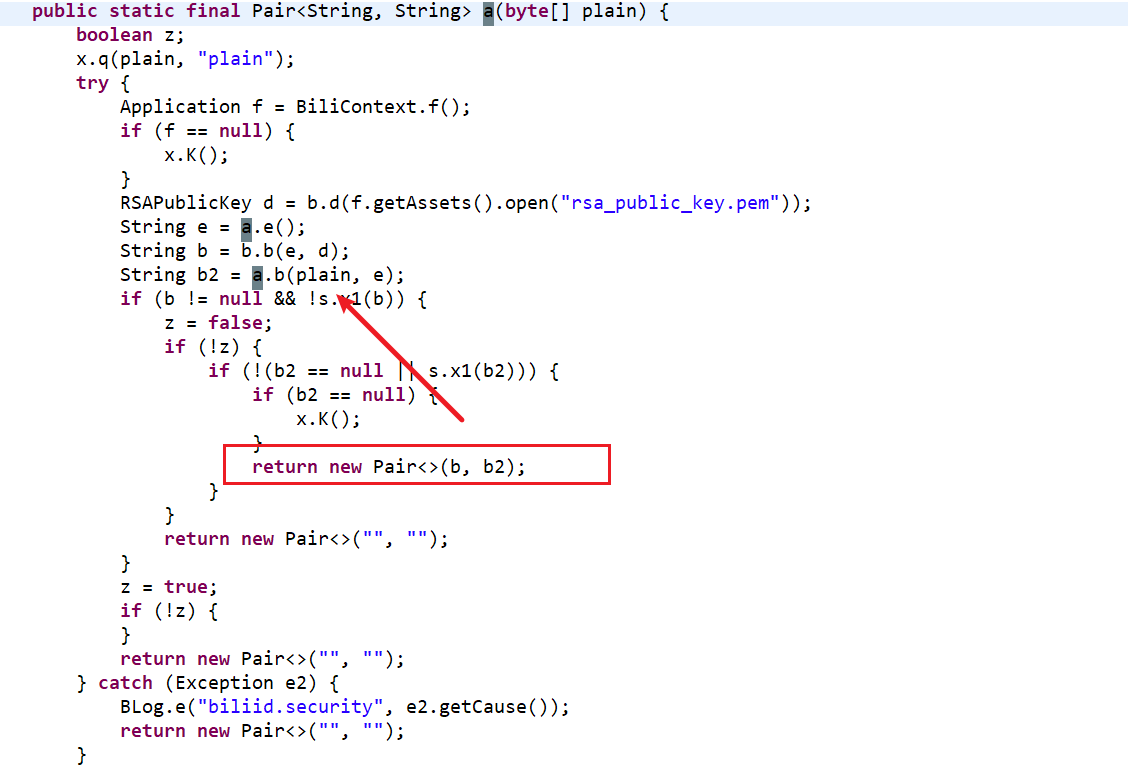 public static final Pair<String, String> a(byte[] plain) {
boolean z;
x.q(plain, "plain");
try {
Application f = BiliContext.f();
if (f == null) {
x.K();
}
RSAPublicKey d = b.d(f.getAssets().open("rsa_public_key.pem"));
String e = a.e();
String b = b.b(e, d);
String b2 = a.b(plain, e);
if (b != null && !s.x1(b)) {
z = false;
if (!z) {
if (!(b2 == null || s.x1(b2))) {
if (b2 == null) {
x.K();
}
return new Pair<>(b, b2);
}
}
return new Pair<>("", "");
}
z = true;
if (!z) {
}
return new Pair<>("", "");
} catch (Exception e2) {
BLog.e("biliid.security", e2.getCause());
return new Pair<>("", "");
}